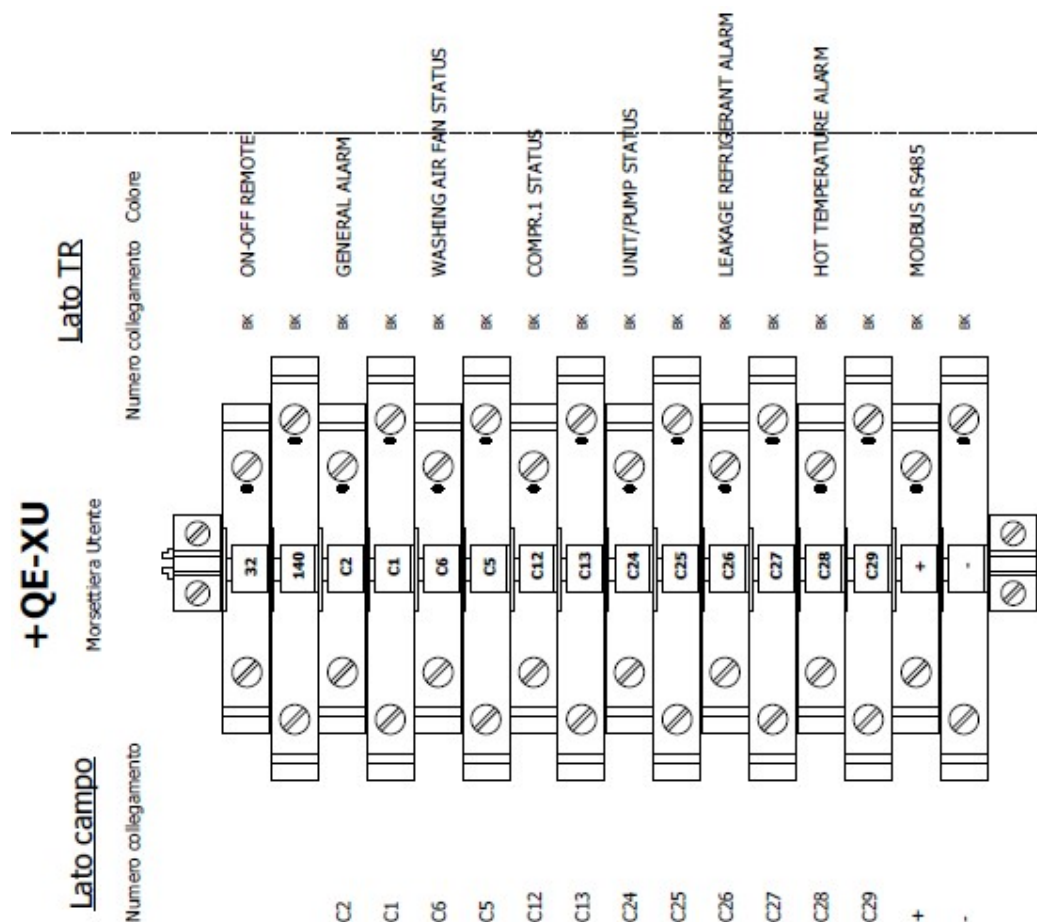 +QE-XU
Morsettiera Utente
Lato campo
Numero collegamento
Lato TR
Numero collegamento Colore
32 BK ON-OFF REMOTE
140 BK
C2 C2 BK GENERAL ALARM
C1 C1 BK
C6 C6 BK WASHING AIR FAN STATUS
C5 C5 BK
C12 C12 BK COMPR.1 STATUS
C13 C13 BK
C24 C24 BK UNIT/PUMP STATUS
C25 C25 BK
C26 C26 BK LEAKAGE REFRIGERANT ALARM
C27 C27 BK
C28 C28 BK HOT TEMPERATURE ALARM
C29 C29 BK
+ + BK MODBUS RS485
- - BK